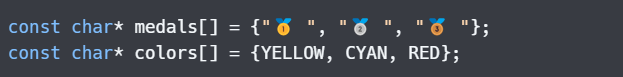 const char* medals[] = {"🥇 ", "🥈 ", "🥉 "};
const char* colors[] = {YELLOW, CYAN, RED};